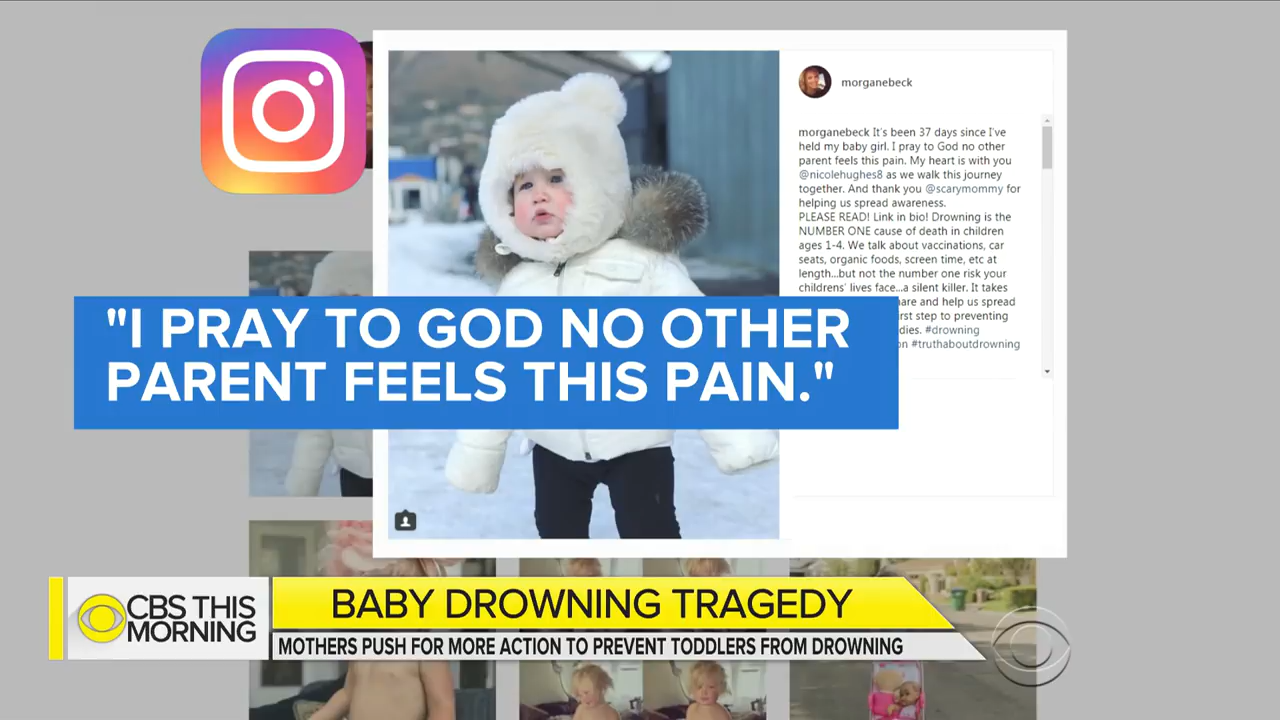 morganebeck
morganebeck It's been 37 days since I've
held my baby girl. I pray to God no other
parent feels this pain. My heart is with you
@nicolehughes8 as we walk this journey
together. And thank you @scarymommy for
helping us spread awareness.
PLEASE READ! Link in bio! Drowning is the
NUMBER ONE cause of death in children
ages 1-4. We talk about vaccinations, car
seats, organic foods, screen time, etc at
length...but not the number one risk your
childrens' lives face...a silent killer. It takes
and help us spread
step to preventing
#drowning
#truthaboutdrowning
"I PRAY TO GOD NO OTHER
PARENT FEELS THIS PAIN."
CBS THIS
MORNING
BABY DROWNING TRAGEDY
MOTHERS PUSH FOR MORE ACTION TO PREVENT TODDLERS FROM DROWNING